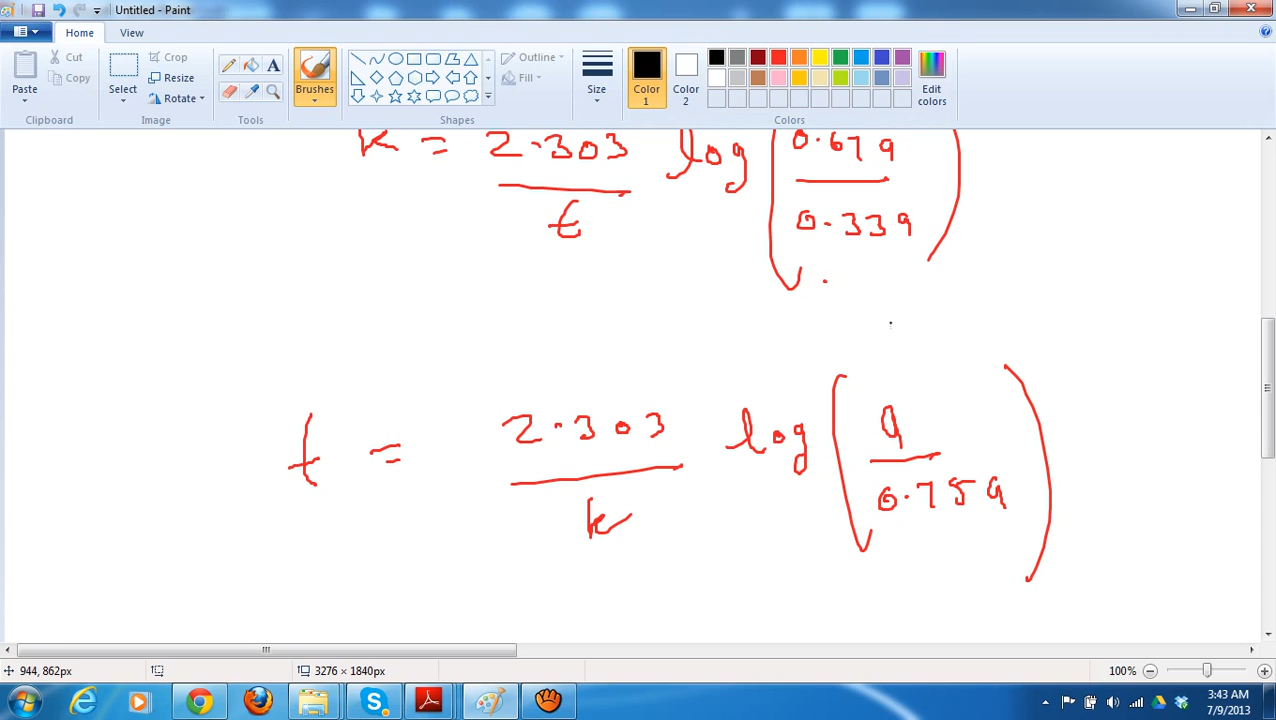 Untitled - Paint
Home View
Paste Cut Copy Select Crop Resize Rotate Brushes Outline Fill Size Color 1 Color 2 Edit colors
Clipboard Image Tools Shapes Colors
k = 2.303 / t log ( 0.67a / 0.33a )
t = 2.303 / k log ( a / 0.75a )
944, 862px 3276 × 1840px 100%
3:43 AM
7/9/2013